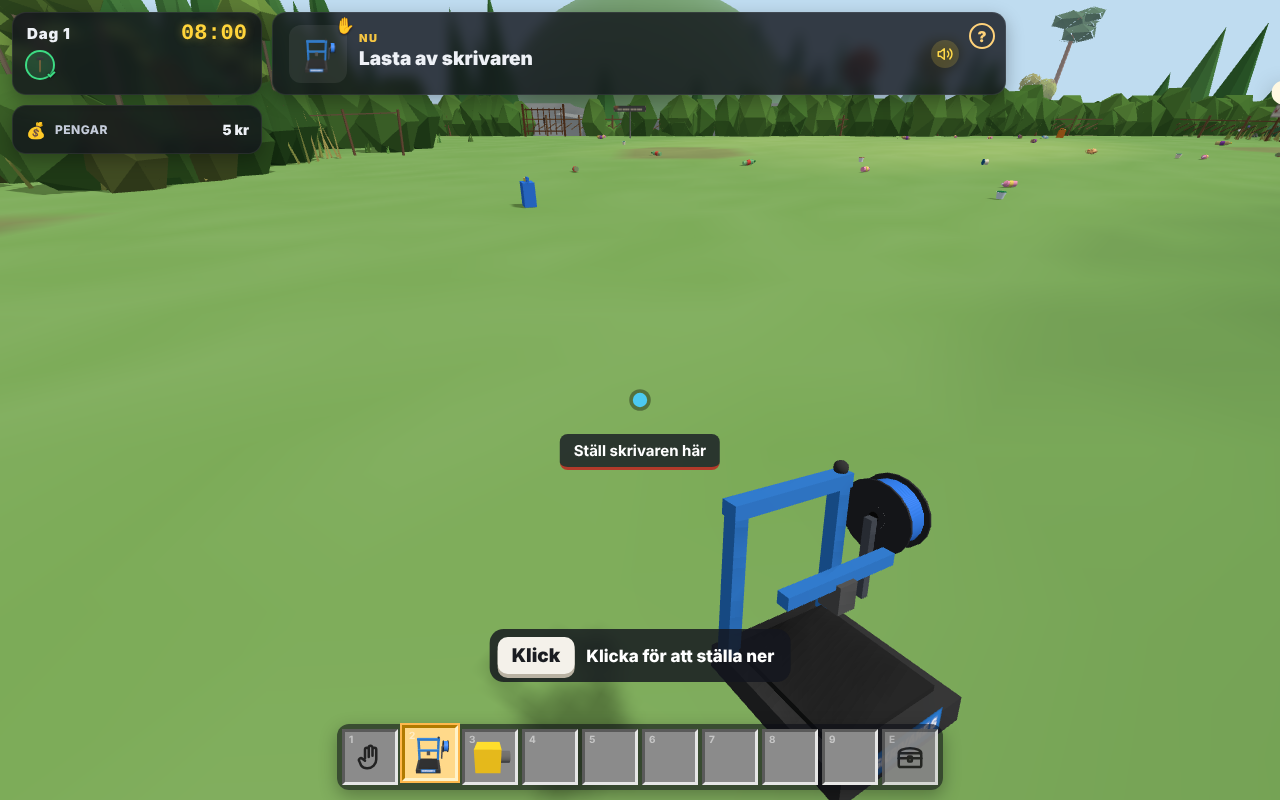 Dag 1
08:00
PENGAR
5 kr
NU
Lasta av skrivaren
?
Ställ skrivaren här
Klick
Klicka för att ställa ner
1
2
3
4
5
6
7
8
9
E